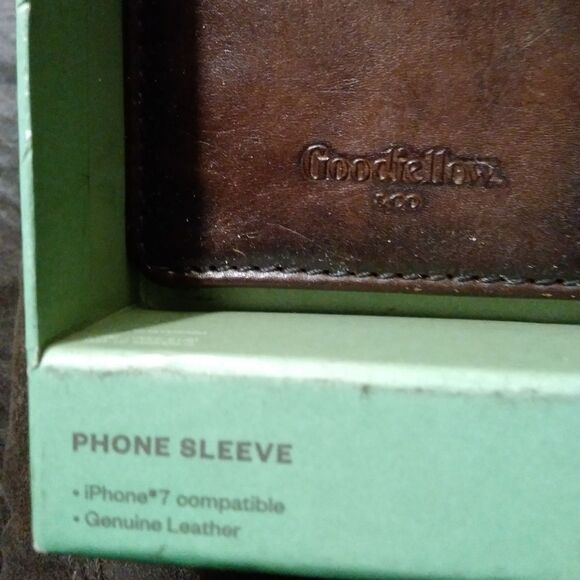 Goodfellow
& CO
PHONE SLEEVE
• iPhone®7 compatible
• Genuine Leather